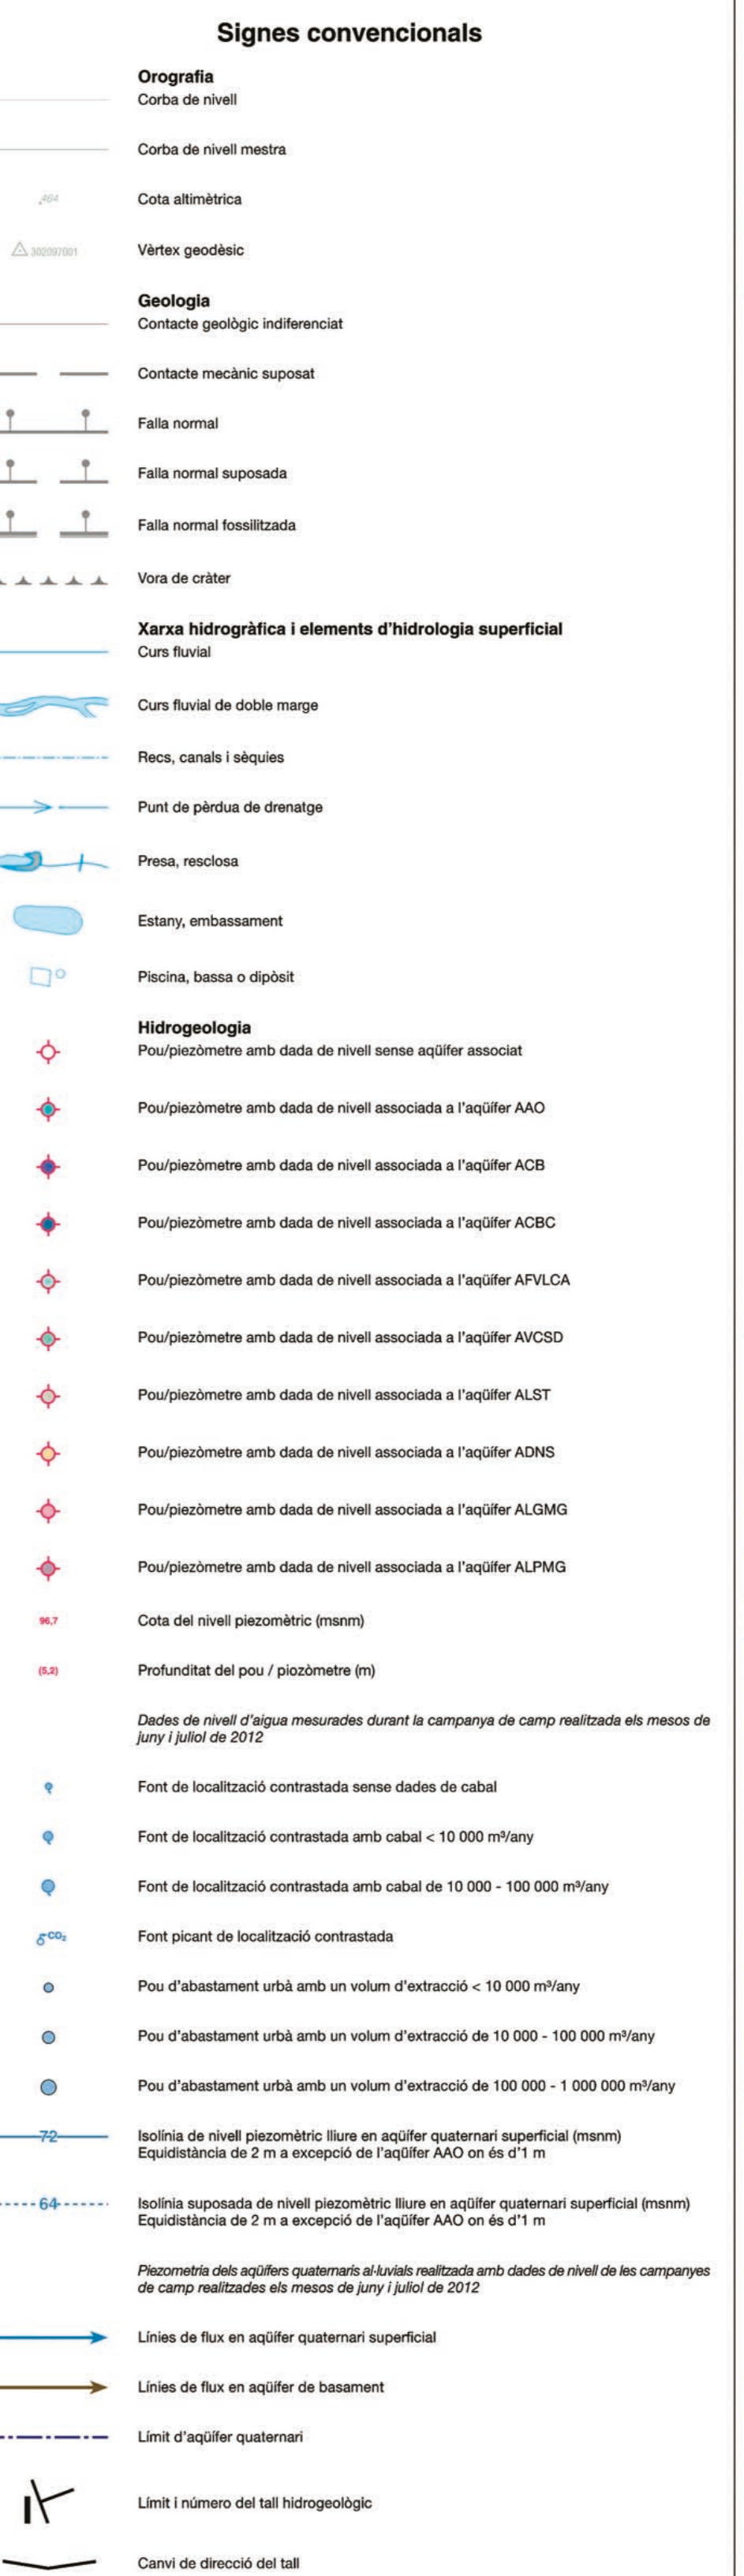 Signes convencionals
Orografia
Corba de nivell
Corba de nivell mestra
.464 Cota altimètrica
302097001 Vèrtex geodèsic
Geologia
Contacte geològic indiferenciat
Contacte mecànic suposat
Falla normal
Falla normal suposada
Falla normal fossilitzada
Vora de cràter
Xarxa hidrogràfica i elements d'hidrologia superficial
Curs fluvial
Curs fluvial de doble marge
Recs, canals i sèquies
Punt de pèrdua de drenatge
Presa, resclosa
Estany, embassament
Piscina, bassa o dipòsit
Hidrogeologia
Pou/piezòmetre amb dada de nivell sense aqüífer associat
Pou/piezòmetre amb dada de nivell associada a l'aqüífer AAO
Pou/piezòmetre amb dada de nivell associada a l'aqüífer ACB
Pou/piezòmetre amb dada de nivell associada a l'aqüífer ACBC
Pou/piezòmetre amb dada de nivell associada a l'aqüífer AFVLCA
Pou/piezòmetre amb dada de nivell associada a l'aqüífer AVCSD
Pou/piezòmetre amb dada de nivell associada a l'aqüífer ALST
Pou/piezòmetre amb dada de nivell associada a l'aqüífer ADNS
Pou/piezòmetre amb dada de nivell associada a l'aqüífer ALGMG
Pou/piezòmetre amb dada de nivell associada a l'aqüífer ALPMG
96,7 Cota del nivell piezomètric (msnm)
(5,2) Profunditat del pou / piozòmetre (m)
Dades de nivell d'aigua mesurades durant la campanya de camp realitzada els mesos de
juny i juliol de 2012
Font de localització contrastada sense dades de cabal
Font de localització contrastada amb cabal < 10 000 m³/any
Font de localització contrastada amb cabal de 10 000 - 100 000 m³/any
CO₂ Font picant de localització contrastada
Pou d'abastament urbà amb un volum d'extracció < 10 000 m³/any
Pou d'abastament urbà amb un volum d'extracció de 10 000 - 100 000 m³/any
Pou d'abastament urbà amb un volum d'extracció de 100 000 - 1 000 000 m³/any
72 Isolínia de nivell piezomètric lliure en aqüífer quaternari superficial (msnm)
Equidistància de 2 m a excepció de l'aqüífer AAO on és d'1 m
64 Isolínia suposada de nivell piezomètric lliure en aqüífer quaternari superficial (msnm)
Equidistància de 2 m a excepció de l'aqüífer AAO on és d'1 m
Piezometria dels aqüífers quaternaris al·luvials realitzada amb dades de nivell de les campanyes
de camp realitzades els mesos de juny i juliol de 2012
Línies de flux en aqüífer quaternari superficial
Línies de flux en aqüífer de basament
Límit d'aqüífer quaternari
I Límit i número del tall hidrogeològic
Canvi de direcció del tall